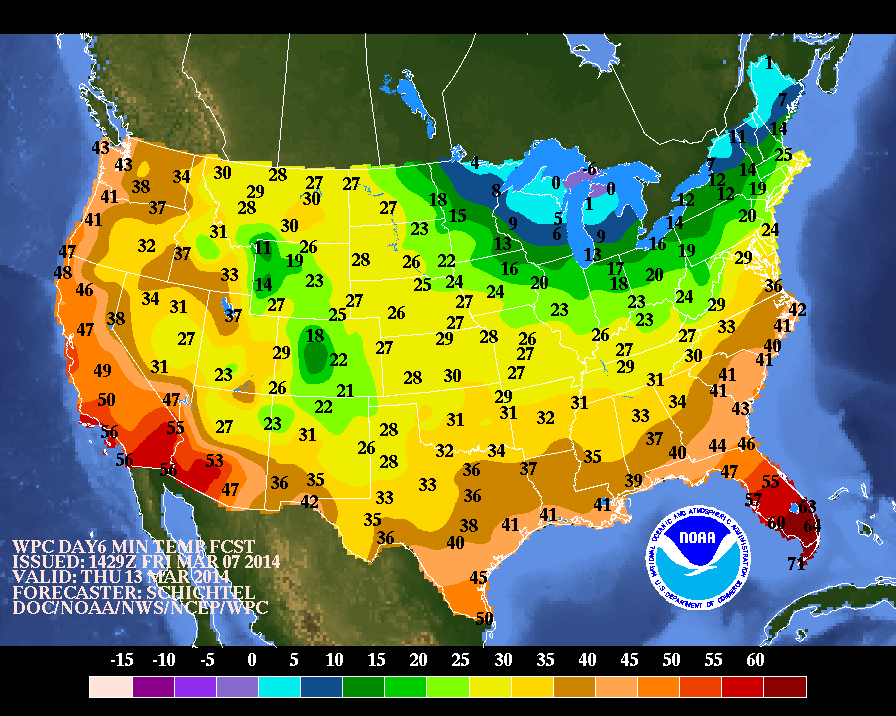 1
7
43 11 14
43 4 7 25
38 34 30 28 27 27 8 0 -6 0 12 14
41 29 30 18 1 12 12 19
41 37 28 27 15 5 14 20
31 30 23 9 6 9 24
47 32 37 11 26 13 13 16 19
48 33 19 28 26 22 16 17 20 29
46 14 23 25 24 20 18 36
34 31 27 27 24 23 24 29
47 38 37 25 26 27 23 23 42
27 18 29 27 28 26 26 27 33 41
49 31 29 22 27 27 27 30 40
23 28 30 27 29 31 41
50 47 26 21 29 41
56 55 27 23 22 31 31 32 31 33 34 41
56 53 31 28 32 34 37 43
56 47 26 28 36 37 35 40 44 46
36 35 33 33 36 39 47 55
42 35 38 41 41 41 57 63
36 40 60 64
45 71
50
WPC DAY6 MIN TEMP FCST
ISSUED: 1429Z FRI MAR 07 2014
VALID: THU 13 MAR 2014
FORECASTER: SCHICHTEL
DOC/NOAA/NWS/NCEP/WPC
NATIONAL OCEANIC AND ATMOSPHERIC ADMINISTRATION
NOAA
U.S. DEPARTMENT OF COMMERCE
-15 -10 -5 0 5 10 15 20 25 30 35 40 45 50 55 60